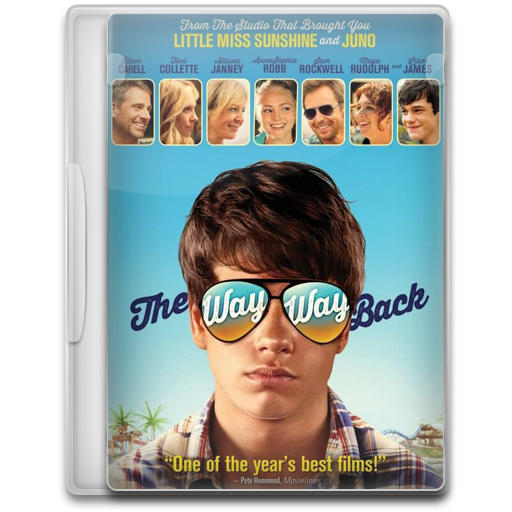 From The Studio That Brought You
LITTLE MISS SUNSHINE and JUNO
Steve CARELL Toni COLLETTE Allison JANNEY AnnaSophia ROBB Sam ROCKWELL Maya RUDOLPH and Liam JAMES
The Way Way Back
"One of the year's best films!"
– Pete Hammond, Movieline